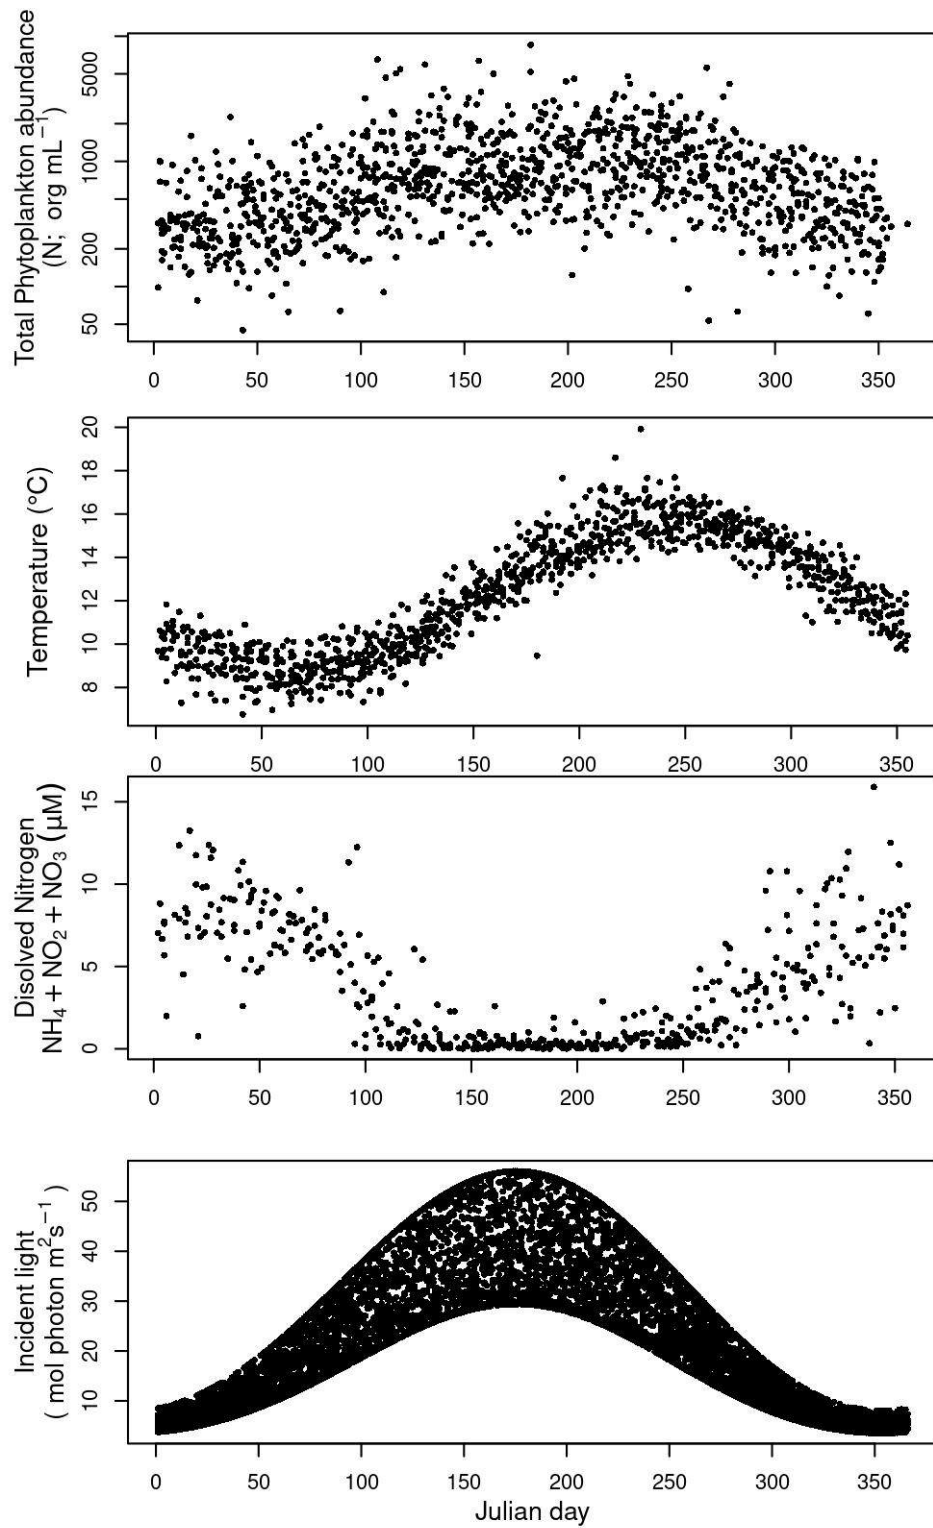 Total Phytoplankton abundance
(N; org mL⁻¹)
5000
1000
200
50
0 50 100 150 200 250 300 350
Temperature (°C)
20
18
16
14
12
10
8
0 50 100 150 200 250 300 350
Disolved Nitrogen
NH₄ + NO₂ + NO₃ (µM)
15
10
5
0
0 50 100 150 200 250 300 350
Incident light
( mol photon m²s⁻¹ )
50
40
30
20
10
0 50 100 150 200 250 300 350
Julian day